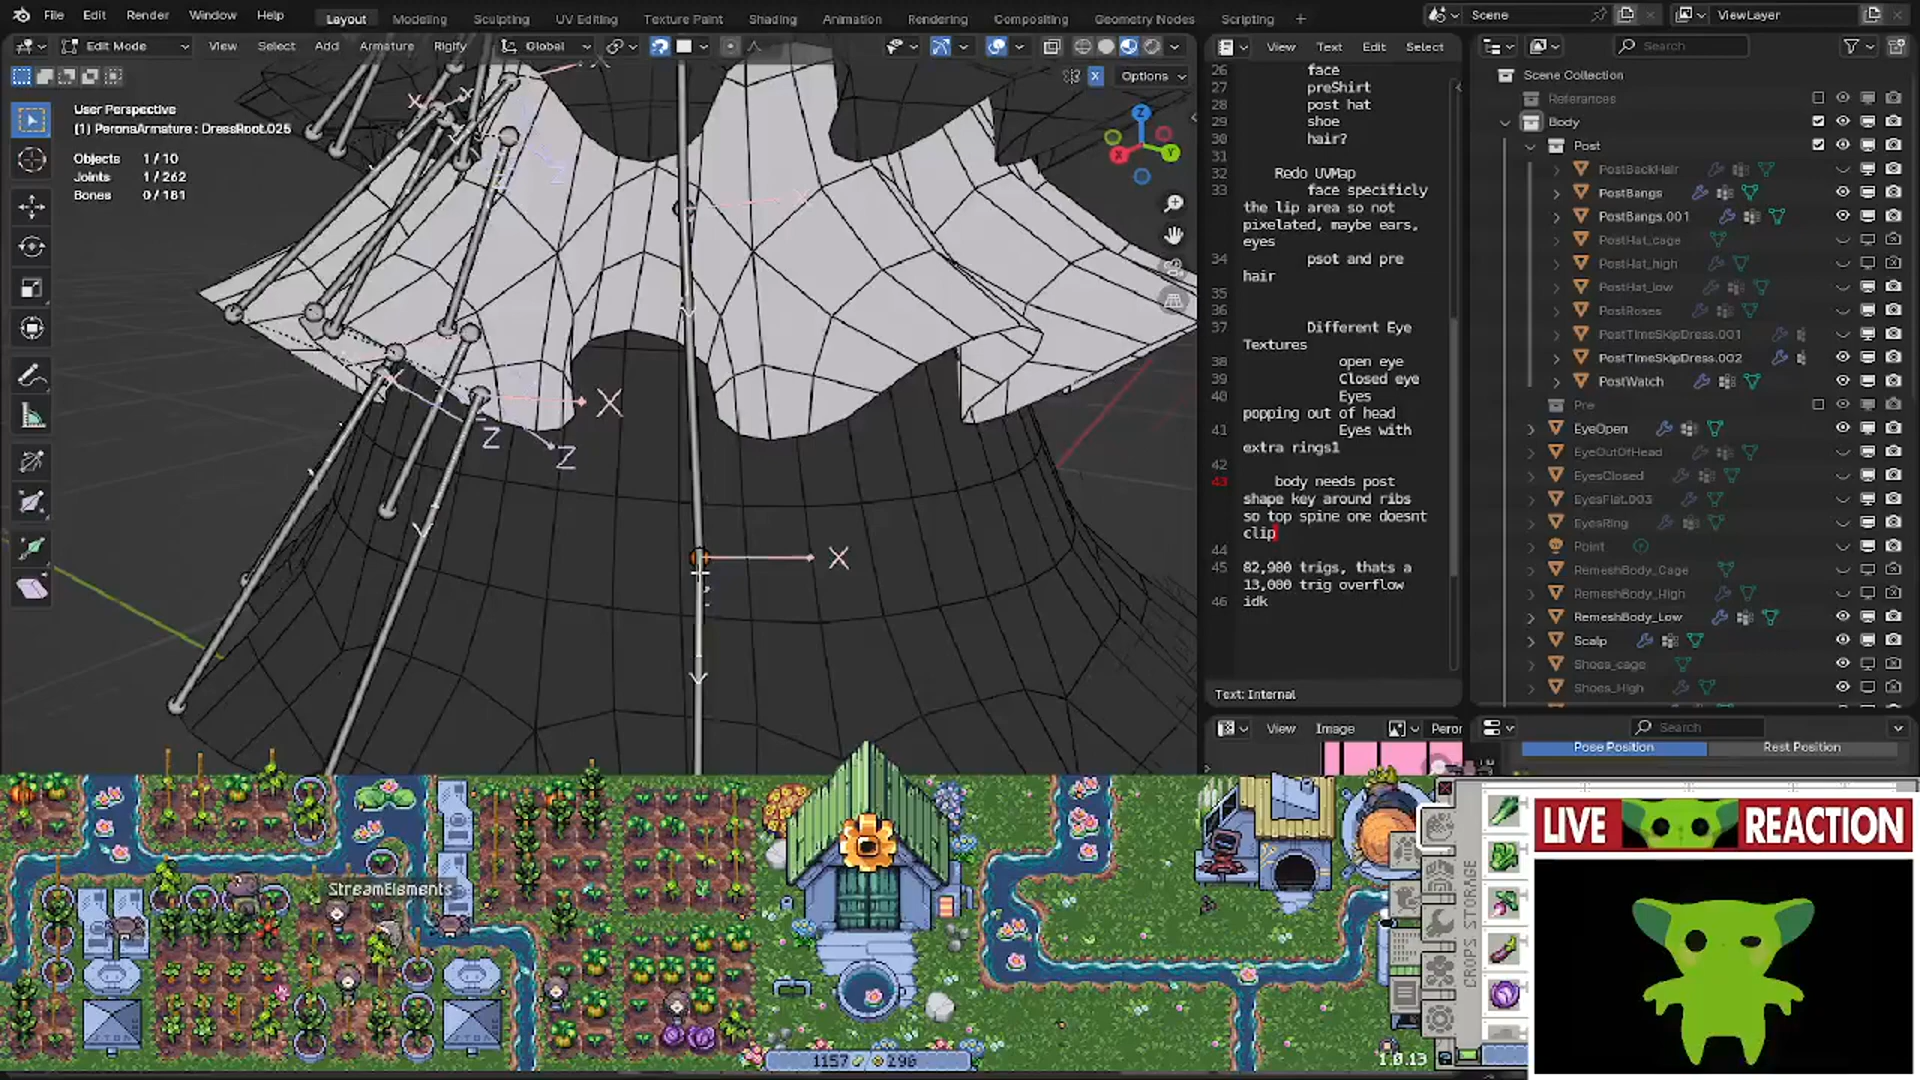 File Edit Render Window Help Layout Modeling Sculpting UV Editing Texture Paint Shading Animation Rendering Compositing Geometry Nodes Scripting + Scene ViewLayer
Edit Mode View Select Add Armature Rigify Global View Text Edit Select Search
Options
User Perspective
(1) PeronaArmature : DressRoot.025
Objects 1/10
Joints 1/262
Bones 0/181
X
X
X
Z
Z
X
Z
Y
X
26 face
27 preShirt
28 post hat
29 shoe
30 hair?
31
32 Redo UVMap
33 face specificly
the lip area so not
pixelated, maybe ears,
eyes
34 psot and pre
hair
35
36
37 Different Eye
Textures
38 open eye
39 Closed eye
40 Eyes
popping out of head
41 Eyes with
extra rings1
42
43 body needs post
shape key around ribs
so top spine one doesnt
clip
44
45 82,980 trigs, thats a
13,000 trig overflow
46 idk
Text: Internal
View Image Peror
Scene Collection
Referances
Body
Post
PostBackHair
PostBangs
PostBangs.001
PostHat_cage
PostHat_high
PostHat_low
PostRoses
PostTimeSkipDress.001
PostTimeSkipDress.002
PostWatch
Pre
EyeOpen
EyeOutOfHead
EyesClosed
EyesFlat.003
EyesRing
Point
RemeshBody_Cage
RemeshBody_High
RemeshBody_Low
Scalp
Shoes_cage
Shoes_High
Search
Pose Position Rest Position
StreamElements
CROPS STORAGE
1157 296
1.0.13
LIVE REACTION